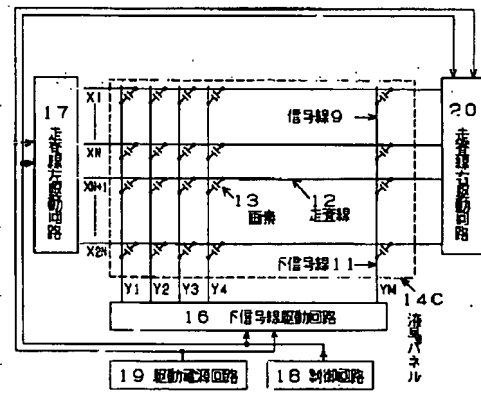 17
走査線左駆動回路
X1
XN
XN+1
X2N
信号線9
13
画素
12
走査線
下信号線11
Y1 Y2 Y3 Y4 YM
20
走査線右駆動回路
14C
液晶パネル
16 下信号線駆動回路
19 駆動電源回路
18 制御回路